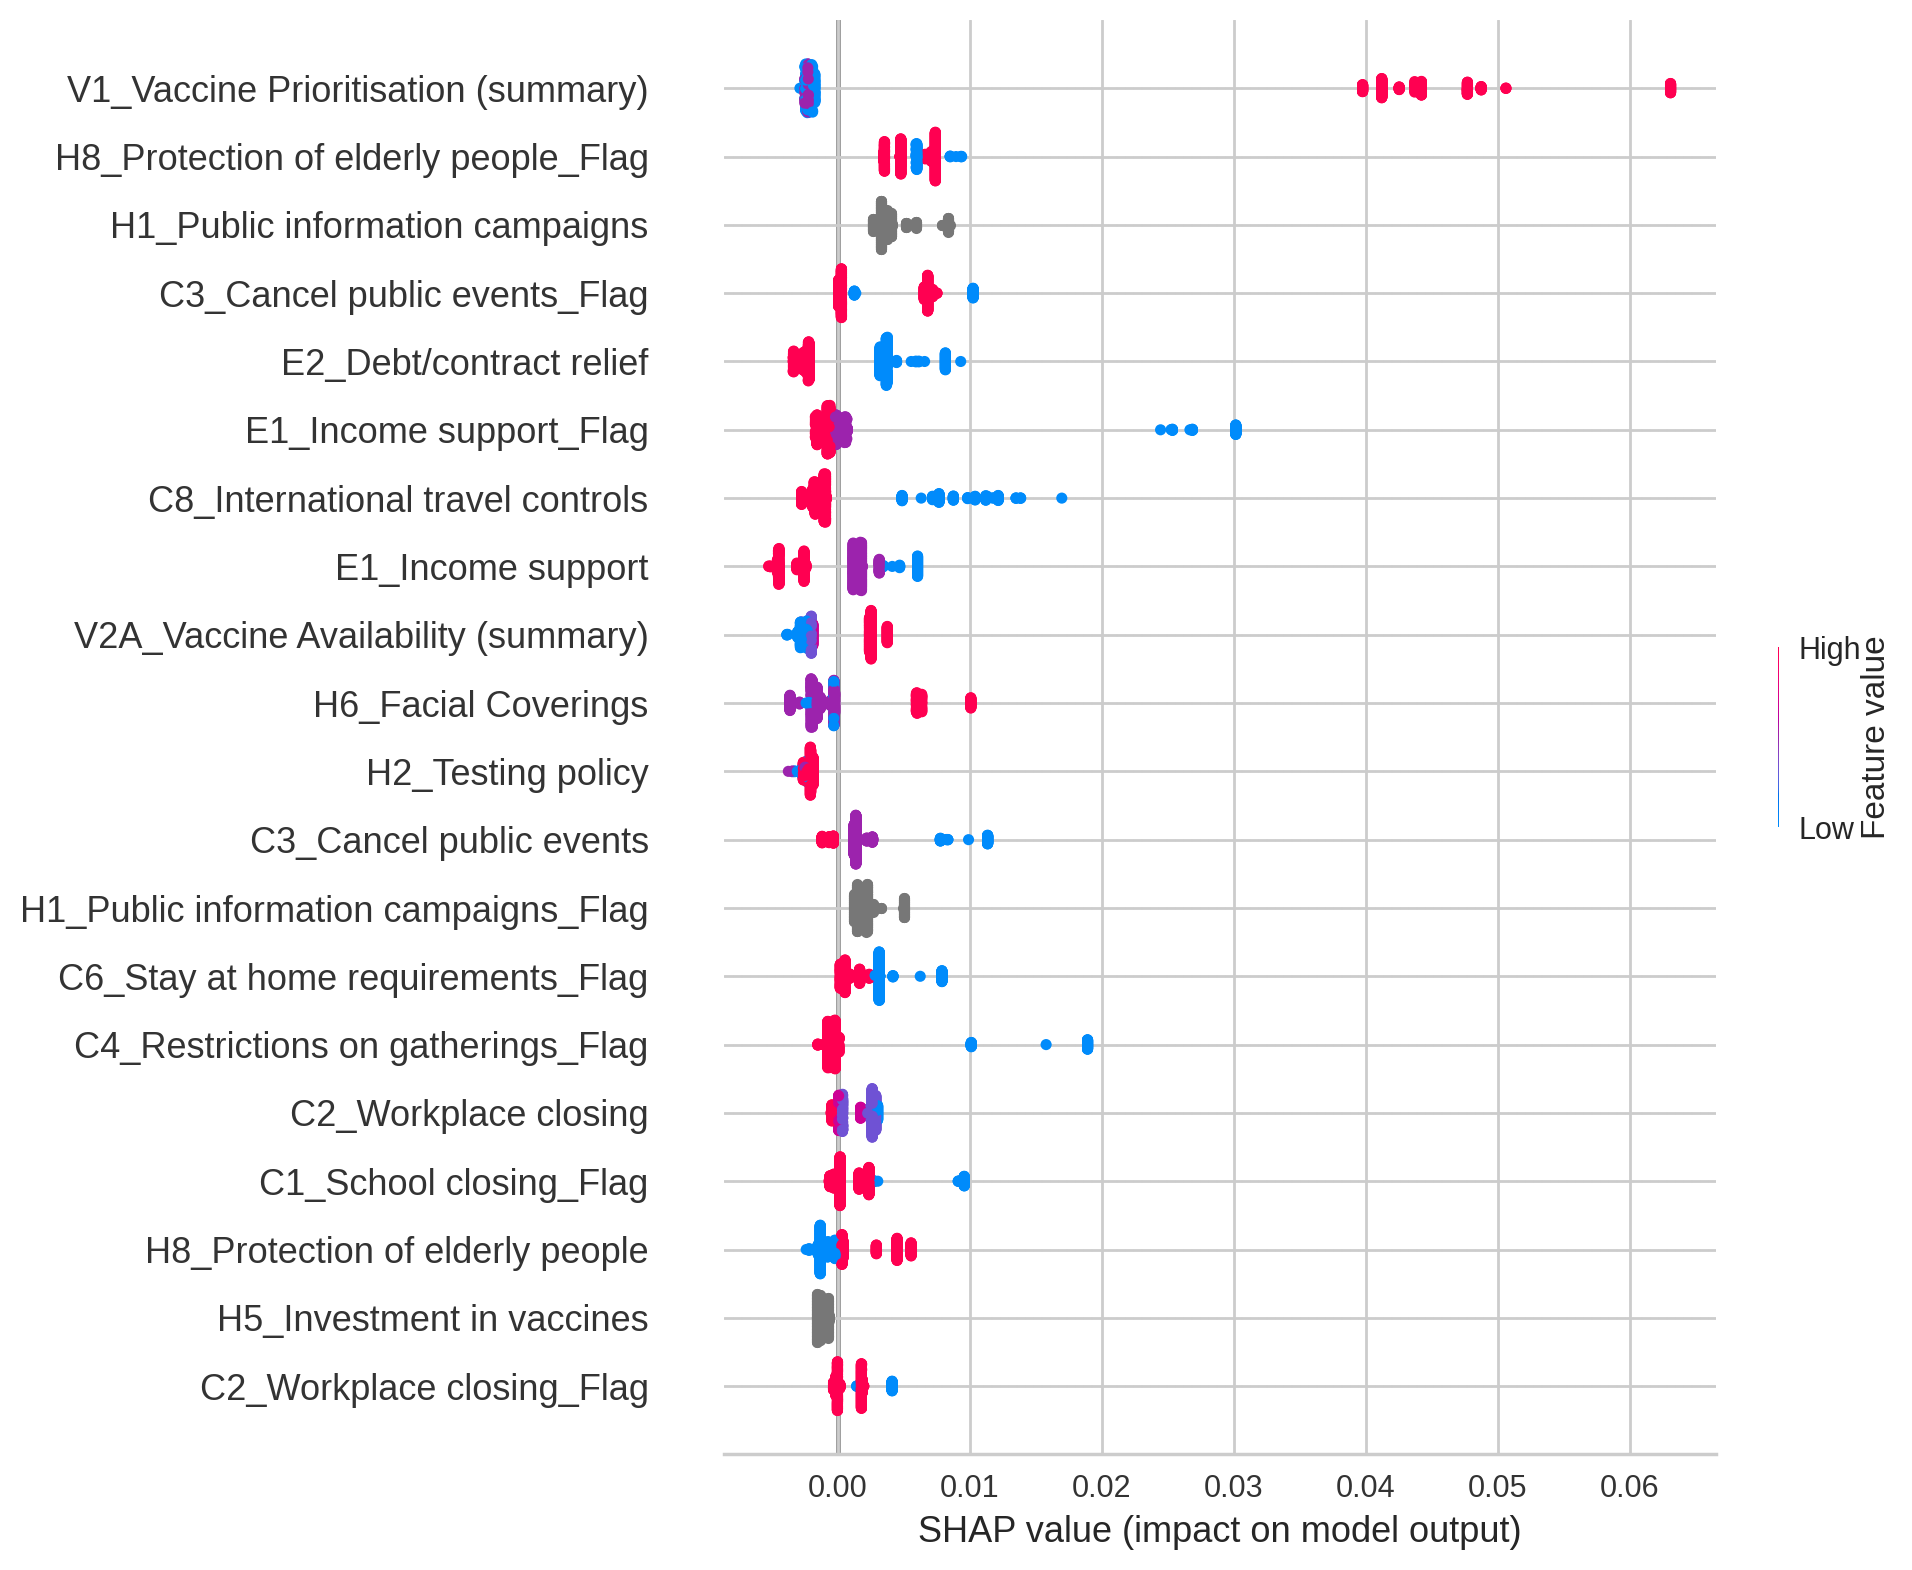 V1_Vaccine Prioritisation (summary)
H8_Protection of elderly people_Flag
H1_Public information campaigns
C3_Cancel public events_Flag
E2_Debt/contract relief
E1_Income support_Flag
C8_International travel controls
E1_Income support
V2A_Vaccine Availability (summary)
H6_Facial Coverings
H2_Testing policy
C3_Cancel public events
H1_Public information campaigns_Flag
C6_Stay at home requirements_Flag
C4_Restrictions on gatherings_Flag
C2_Workplace closing
C1_School closing_Flag
H8_Protection of elderly people
H5_Investment in vaccines
C2_Workplace closing_Flag
0.00 0.01 0.02 0.03 0.04 0.05 0.06
SHAP value (impact on model output)
High
Low
Feature value